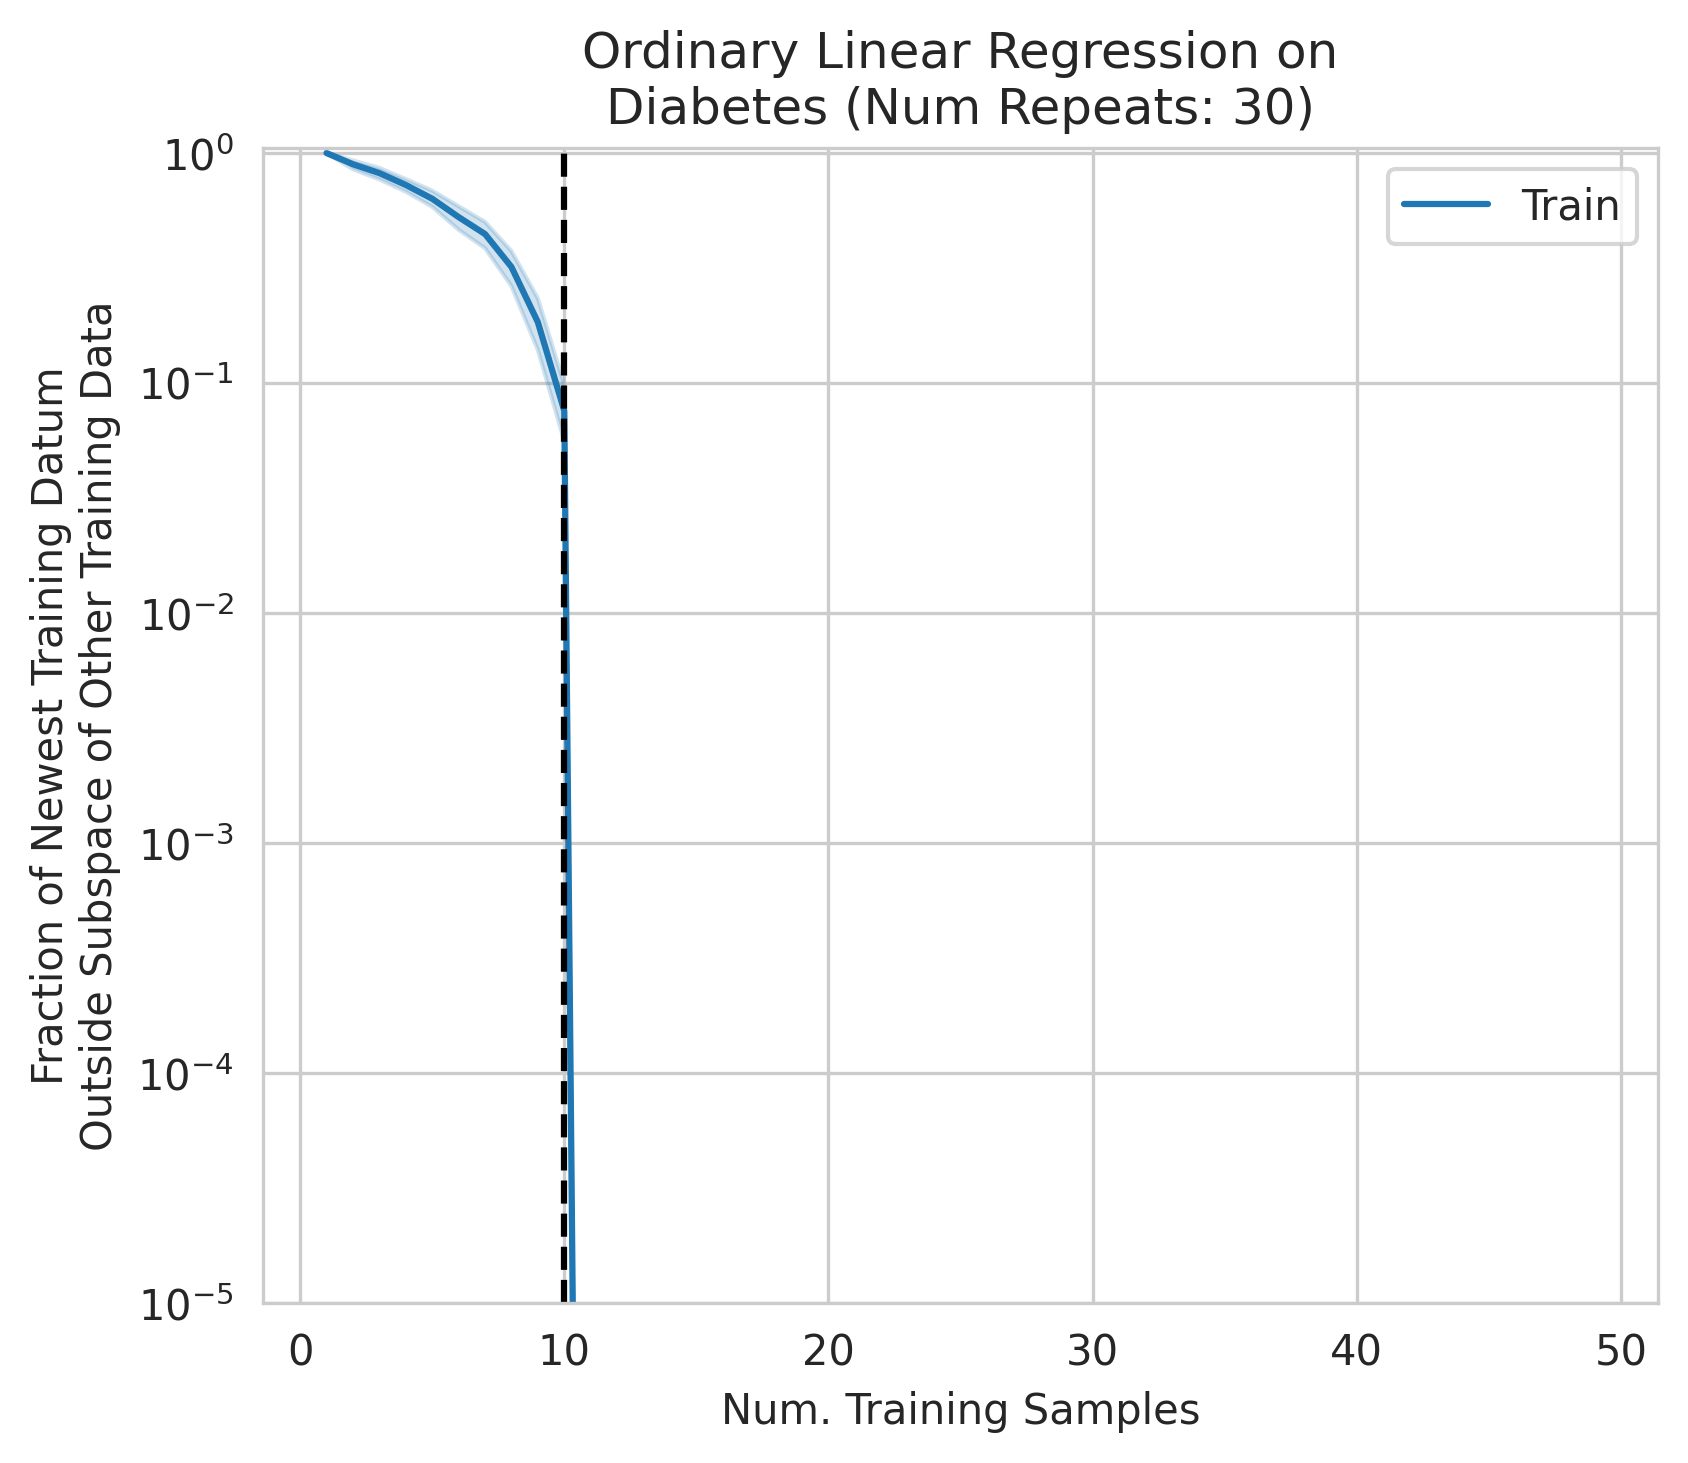 Ordinary Linear Regression on
Diabetes (Num Repeats: 30)
Fraction of Newest Training Datum
Outside Subspace of Other Training Data
10⁰
10⁻¹
10⁻²
10⁻³
10⁻⁴
10⁻⁵
Train
0 10 20 30 40 50
Num. Training Samples